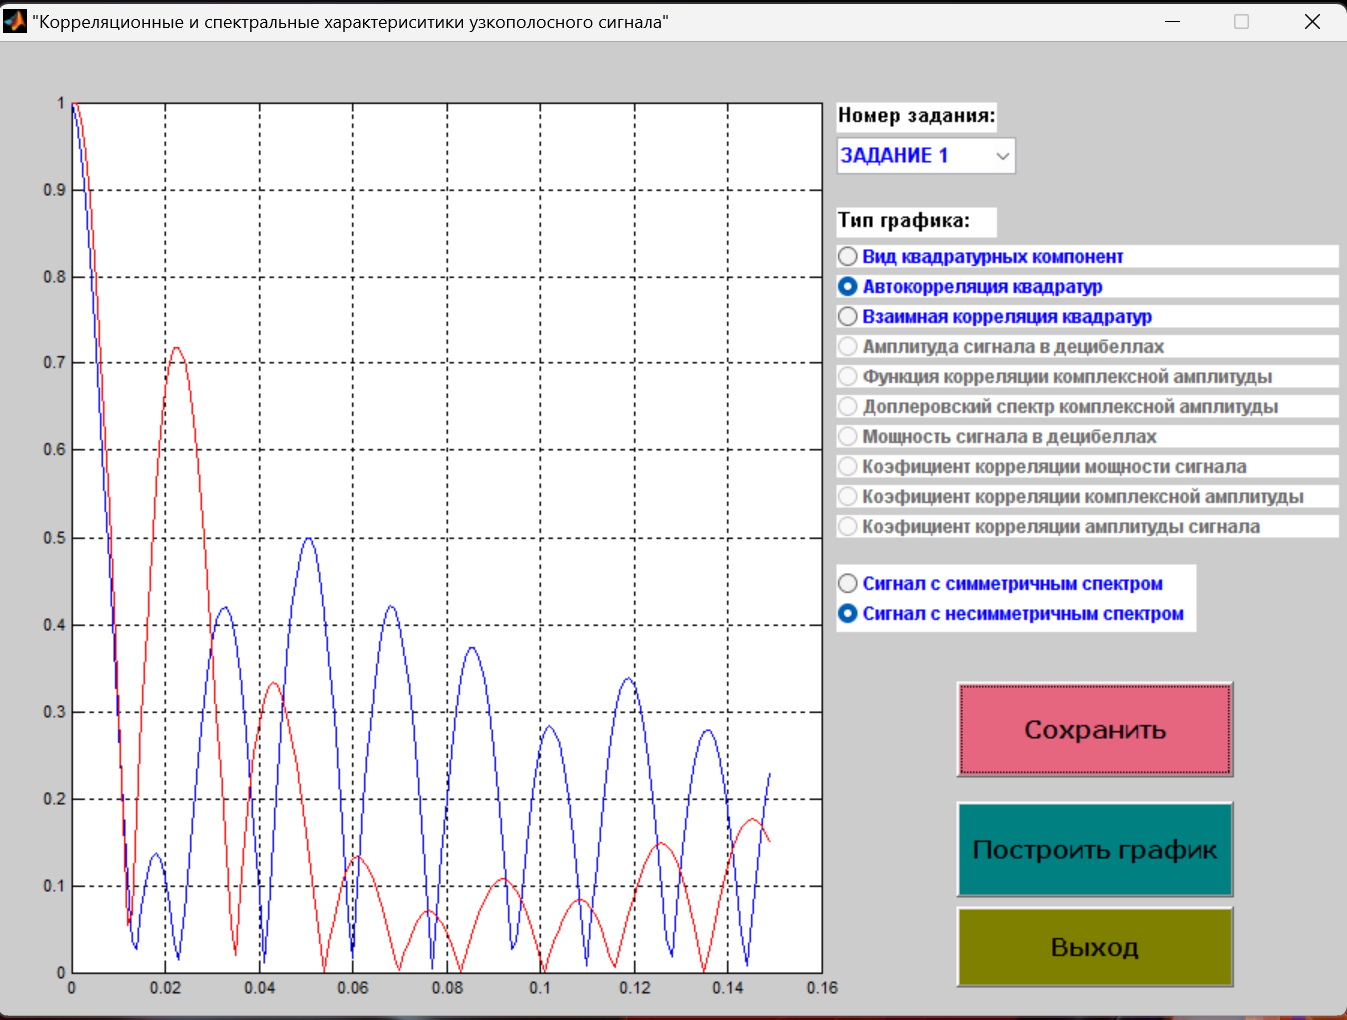 "Корреляционные и спектральные характериситики узкополосного сигнала"
1
0.9
0.8
0.7
0.6
0.5
0.4
0.3
0.2
0.1
0
0 0.02 0.04 0.06 0.08 0.1 0.12 0.14 0.16
Номер задания:
ЗАДАНИЕ 1
Тип графика:
Вид квадратурных компонент
Автокорреляция квадратур
Взаимная корреляция квадратур
Амплитуда сигнала в децибеллах
Функция корреляции комплексной амплитуды
Доплеровский спектр комплексной амплитуды
Мощность сигнала в децибеллах
Коэфициент корреляции мощности сигнала
Коэфициент корреляции комплексной амплитуды
Коэфициент корреляции амплитуды сигнала
Сигнал с симметричным спектром
Сигнал с несимметричным спектром
Сохранить
Построить график
Выход